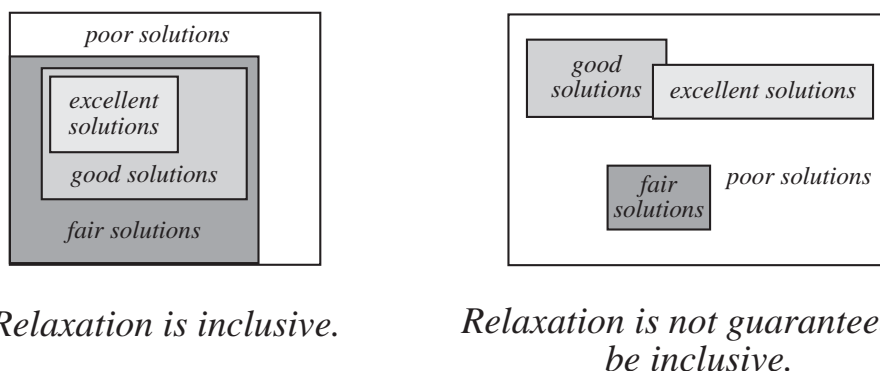 poor solutions
excellent
solutions
good solutions
fair solutions
Relaxation is inclusive.
good
solutions
excellent solutions
fair
solutions
poor solutions
Relaxation is not guarantee
be inclusive.